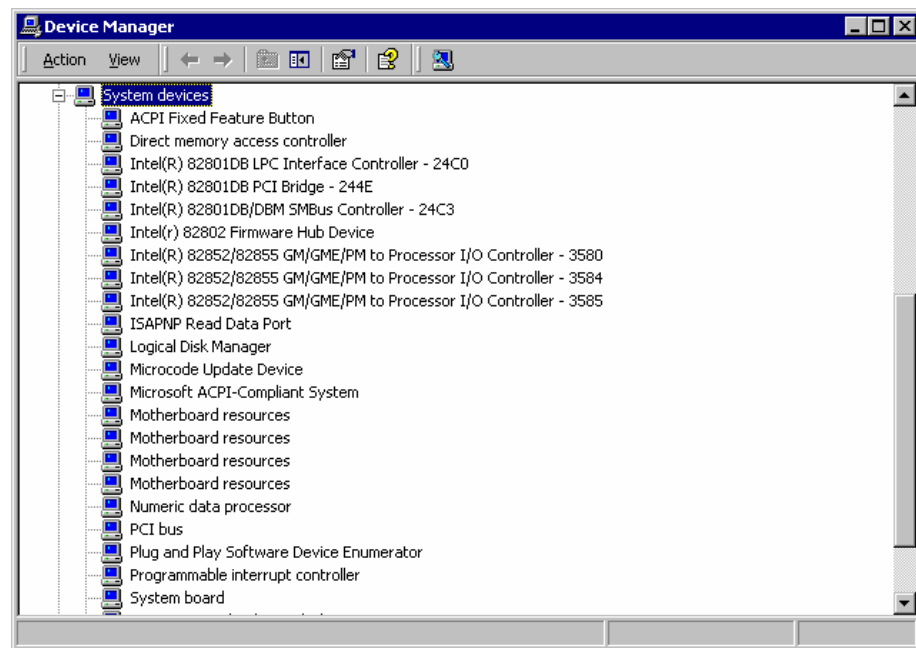 Device Manager
Action View
System devices
ACPI Fixed Feature Button
Direct memory access controller
Intel(R) 82801DB LPC Interface Controller - 24C0
Intel(R) 82801DB PCI Bridge - 244E
Intel(R) 82801DB/DBM SMBus Controller - 24C3
Intel(r) 82802 Firmware Hub Device
Intel(R) 82852/82855 GM/GME/PM to Processor I/O Controller - 3580
Intel(R) 82852/82855 GM/GME/PM to Processor I/O Controller - 3584
Intel(R) 82852/82855 GM/GME/PM to Processor I/O Controller - 3585
ISAPNP Read Data Port
Logical Disk Manager
Microcode Update Device
Microsoft ACPI-Compliant System
Motherboard resources
Motherboard resources
Motherboard resources
Motherboard resources
Numeric data processor
PCI bus
Plug and Play Software Device Enumerator
Programmable interrupt controller
System board